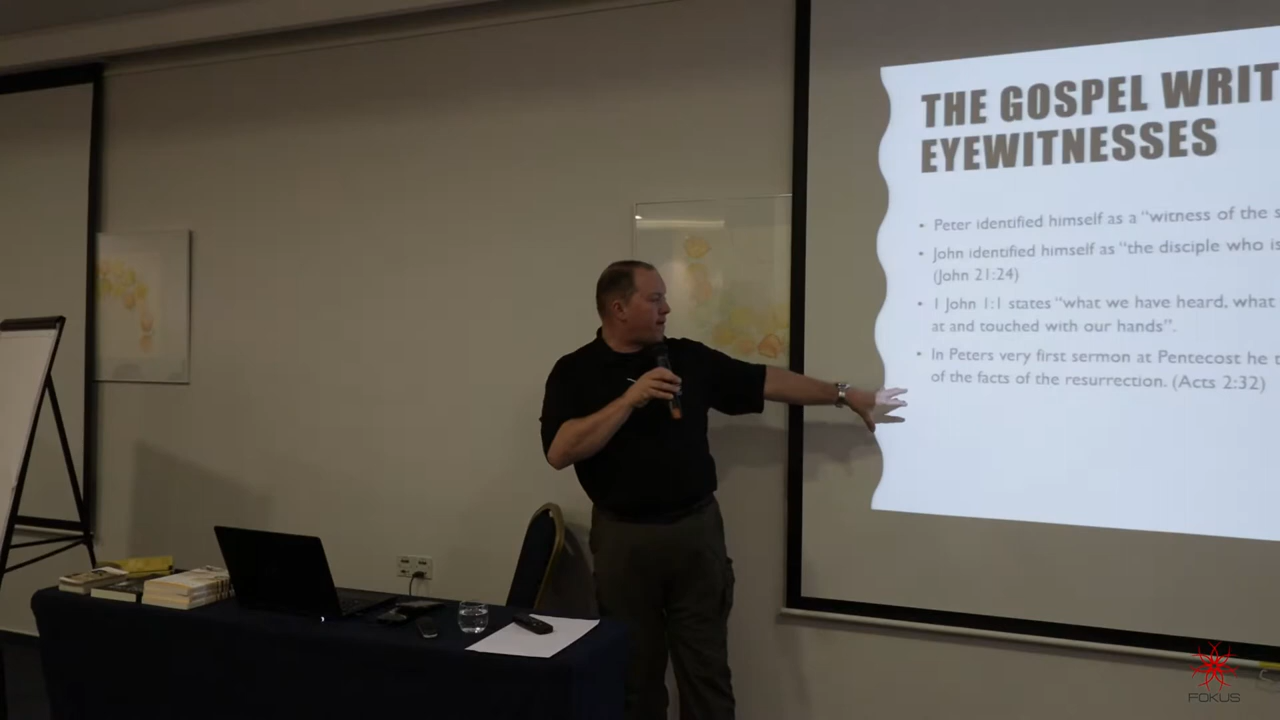 THE GOSPEL WRIT
EYEWITNESSES
• Peter identified himself as a "witness of the s
• John identified himself as "the disciple who is
(John 21:24)
• 1 John 1:1 states "what we have heard, what
at and touched with our hands".
• In Peters very first sermon at Pentecost he t
of the facts of the resurrection. (Acts 2:32)
FOKUS